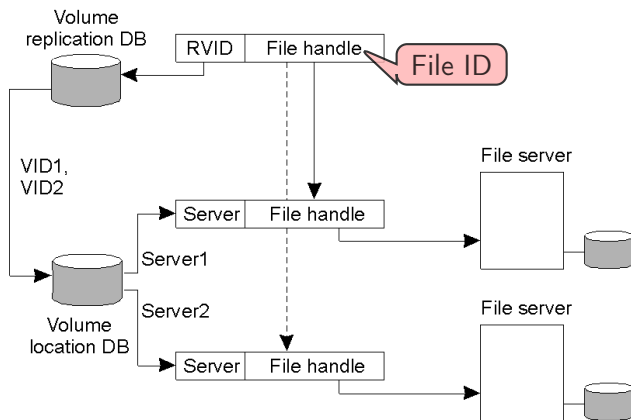 Volume
replication DB
RVID
File handle
File ID
VID1,
VID2
File server
Server
File handle
Server1
Server2
Volume
location DB
File server
Server
File handle